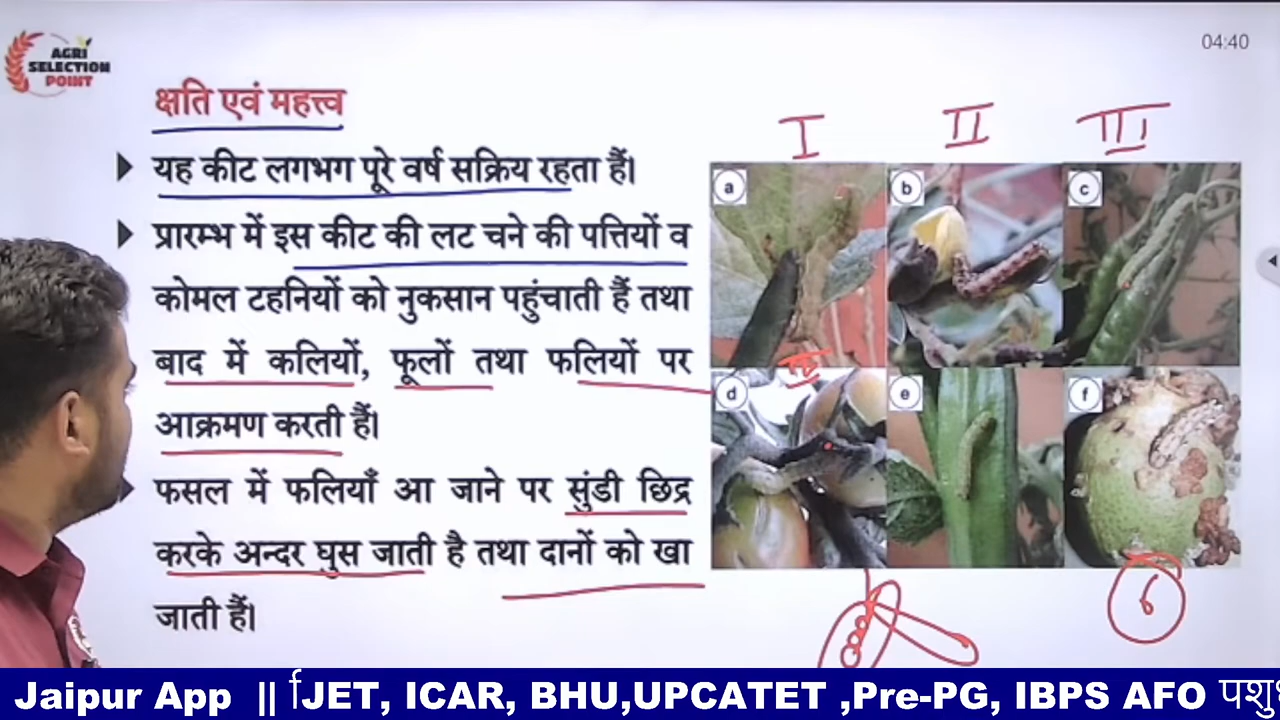 04:40
AGRI
SELECTION
POINT
क्षति एवं महत्त्व
यह कीट लगभग पूरे वर्ष सक्रिय रहता हैं।
प्रारम्भ में इस कीट की लट चने की पत्तियों व
कोमल टहनियों को नुकसान पहुंचाती हैं तथा
बाद में कलियों, फूलों तथा फलियों पर
आक्रमण करती हैं।
फसल में फलियाँ आ जाने पर सुंडी छिद्र
करके अन्दर घुस जाती है तथा दानों को खा
जाती हैं।
I II III
a b c
d e f
6
Jaipur App || JET, ICAR, BHU,UPCATET ,Pre-PG, IBPS AFO